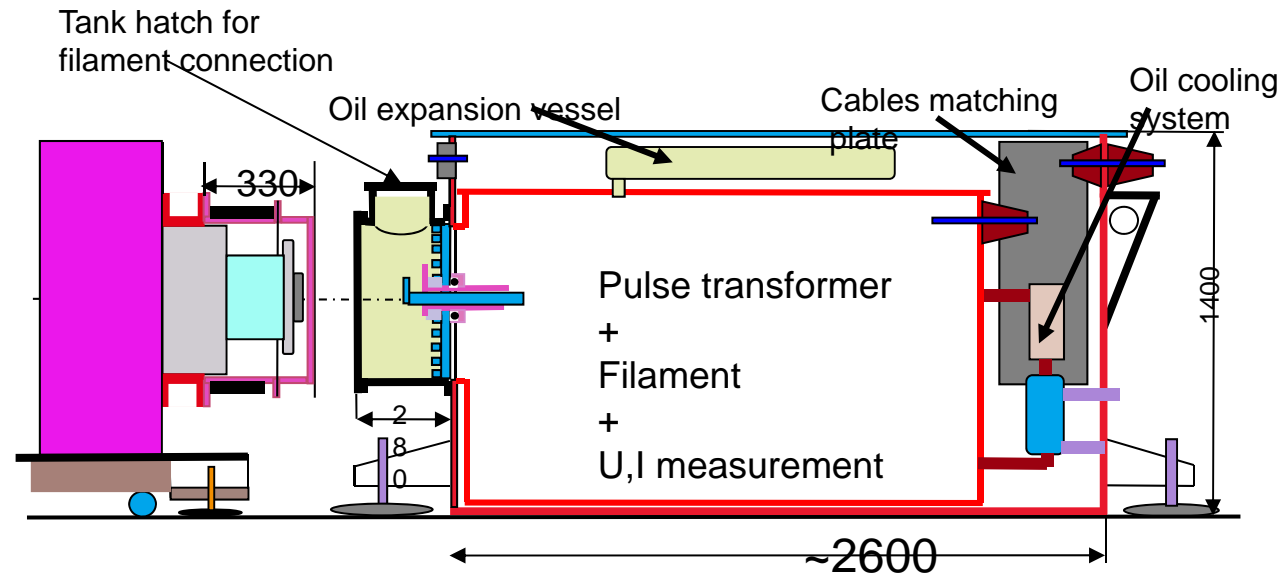 Tank hatch for
filament connection
Oil expansion vessel
Cables matching
plate
Oil cooling
system
330
Pulse transformer
+
Filament
+
U,I measurement
1400
2
8
0
~2600